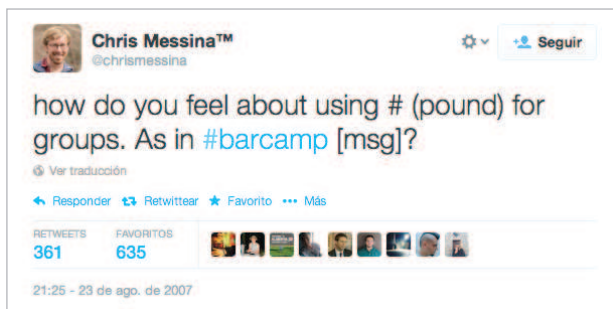 Chris Messina™
@chrismessina
Seguir
how do you feel about using # (pound) for
groups. As in #barcamp [msg]?
Ver traducción
Responder Retwittear Favorito Más
RETWEETS FAVORITOS
361 635
21:25 - 23 de ago. de 2007